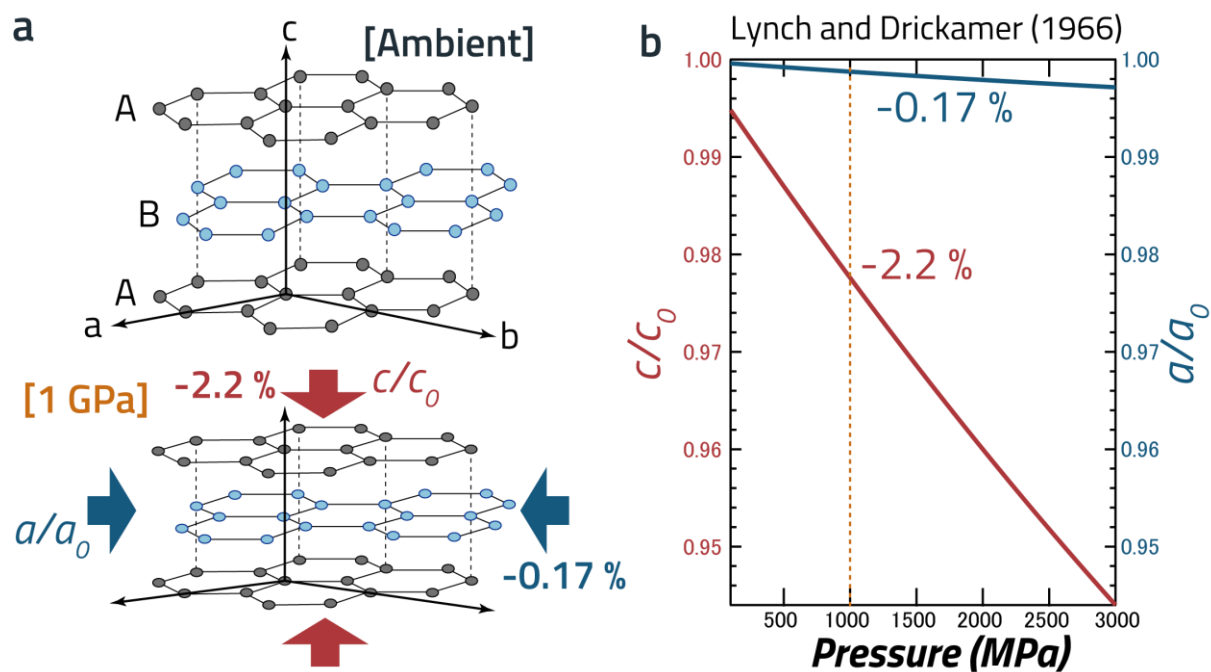 a
c
[Ambient]
A
B
A
a
b
[1 GPa]
-2.2 %
c/c0
a/a0
-0.17 %
b
Lynch and Drickamer (1966)
1.00
0.99
0.98
0.97
0.96
0.95
c/c0
-0.17 %
-2.2 %
1.00
0.99
0.98
0.97
0.96
0.95
a/a0
500 1000 1500 2000 2500 3000
Pressure (MPa)